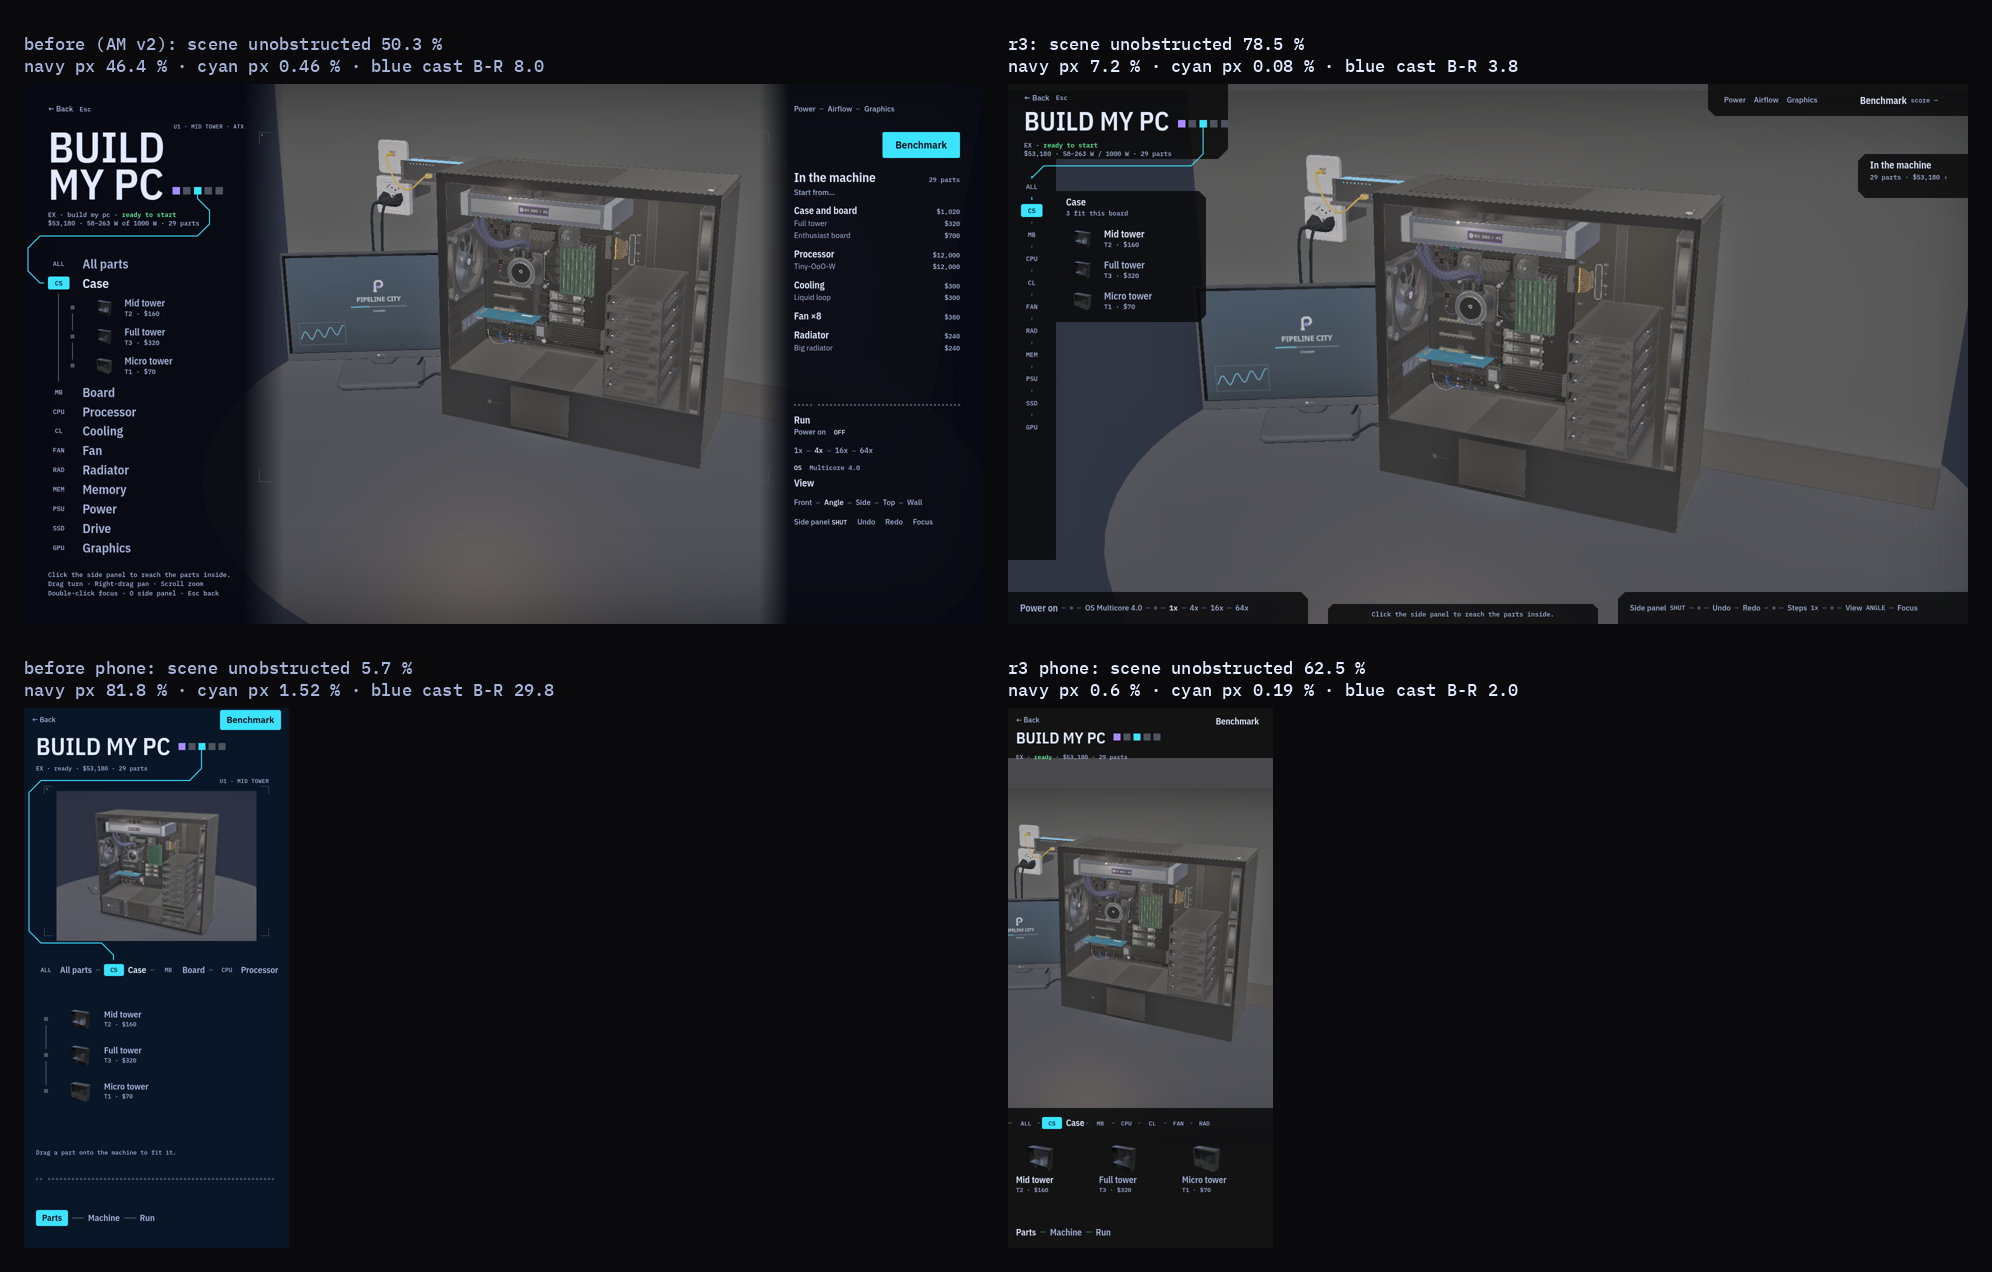 before (AM v2): scene unobstructed 50.3 %
navy px 46.4 % · cyan px 0.46 % · blue cast B-R 8.0
← Back Esc
U1 · MID TOWER · ATX
BUILD
MY PC
EX · build my pc · ready to start
$53,180 · 58–263 W of 1000 W · 29 parts
ALL All parts
CS Case
Mid tower
T2 · $160
Full tower
T3 · $320
Micro tower
T1 · $70
MB Board
CPU Processor
CL Cooling
FAN Fan
RAD Radiator
MEM Memory
PSU Power
SSD Drive
GPU Graphics
Click the side panel to reach the parts inside.
Drag turn · Right-drag pan · Scroll zoom
Double-click focus · O side panel · Esc back
PIPELINE CITY
Power — Airflow — Graphics
Benchmark
In the machine 29 parts
Start from…
Case and board $1,020
Full tower $320
Enthusiast board $700
Processor $12,000
Tiny-OoO-W $12,000
Cooling $300
Liquid loop $300
Fan ×8 $380
Radiator $240
Big radiator $240
Run
Power on OFF
1x — 4x — 16x — 64x
OS Multicore 4.0
View
Front — Angle — Side — Top — Wall
Side panel SHUT Undo Redo Focus
r3: scene unobstructed 78.5 %
navy px 7.2 % · cyan px 0.08 % · blue cast B-R 3.8
← Back Esc
BUILD MY PC
EX · ready to start
$53,180 · 58–263 W / 1000 W · 29 parts
Power Airflow Graphics Benchmark score —
In the machine
29 parts · $53,180
ALL
CS
MB
CPU
CL
FAN
RAD
MEM
PSU
SSD
GPU
Case
3 fit this board
Mid tower
T2 · $160
Full tower
T3 · $320
Micro tower
T1 · $70
PIPELINE CITY
Power on — OS Multicore 4.0 — 1x — 4x — 16x — 64x
Click the side panel to reach the parts inside.
Side panel SHUT — Undo — Redo — Steps 1x — View ANGLE — Focus
before phone: scene unobstructed 5.7 %
navy px 81.8 % · cyan px 1.52 % · blue cast B-R 29.8
← Back
Benchmark
BUILD MY PC
EX · ready · $53,180 · 29 parts
U1 · MID TOWER
ALL All parts — CS Case — MB Board — CPU Processor
Mid tower
T2 · $160
Full tower
T3 · $320
Micro tower
T1 · $70
Drag a part onto the machine to fit it.
Parts — Machine — Run
r3 phone: scene unobstructed 62.5 %
navy px 0.6 % · cyan px 0.19 % · blue cast B-R 2.0
← Back
Benchmark
BUILD MY PC
EX · ready · $53,180 · 29 parts
PELINE CITY
ALL CS Case MB CPU CL FAN RAD
Mid tower
T2 · $160
Full tower
T3 · $320
Micro tower
T1 · $70
Parts — Machine — Run